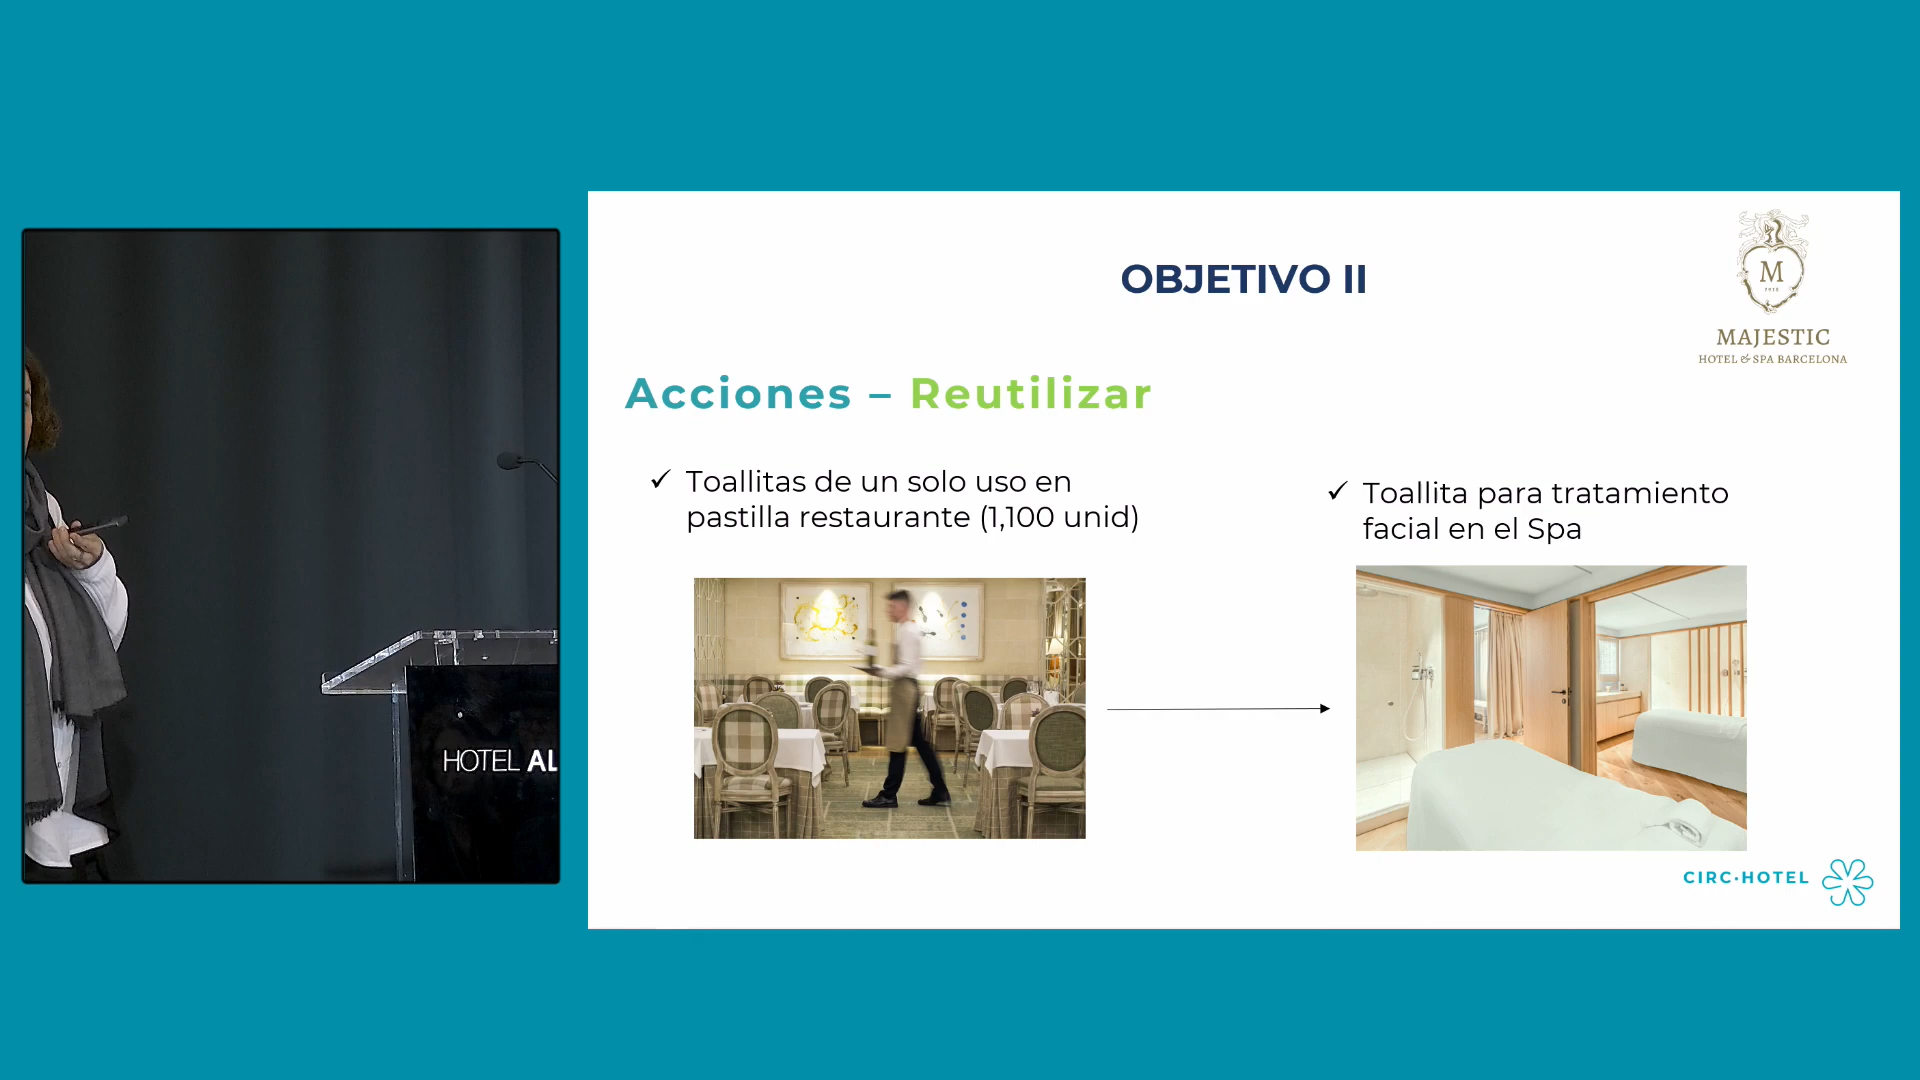 OBJETIVO II
M
MAJESTIC
HOTEL & SPA BARCELONA
Acciones – Reutilizar
✓ Toallitas de un solo uso en
pastilla restaurante (1,100 unid)
✓ Toallita para tratamiento
facial en el Spa
HOTEL AL
CIRC·HOTEL